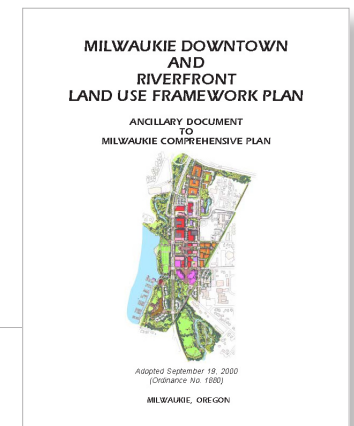 MILWAUKIE DOWNTOWN
AND
RIVERFRONT
LAND USE FRAMEWORK PLAN
ANCILLARY DOCUMENT
TO
MILWAUKIE COMPREHENSIVE PLAN
Adopted September 19, 2000
(Ordinance No. 1880)
MILWAUKIE, OREGON